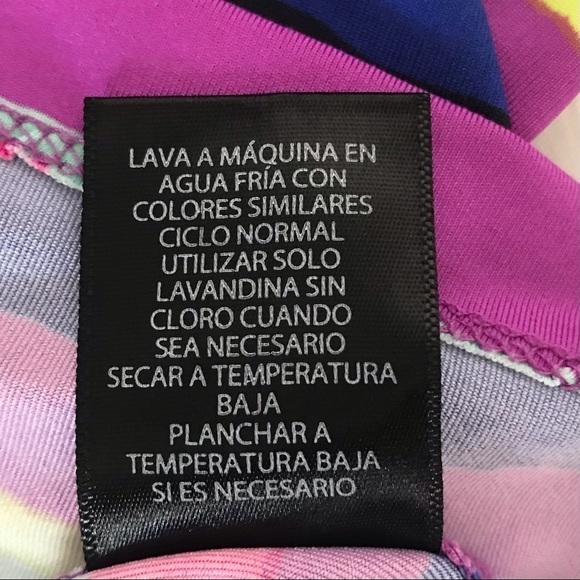 LAVA A MÁQUINA EN
AGUA FRÍA CON
COLORES SIMILARES
CICLO NORMAL
UTILIZAR SOLO
LAVANDINA SIN
CLORO CUANDO
SEA NECESARIO
SECAR A TEMPERATURA
BAJA
PLANCHAR A
TEMPERATURA BAJA
SI ES NECESARIO